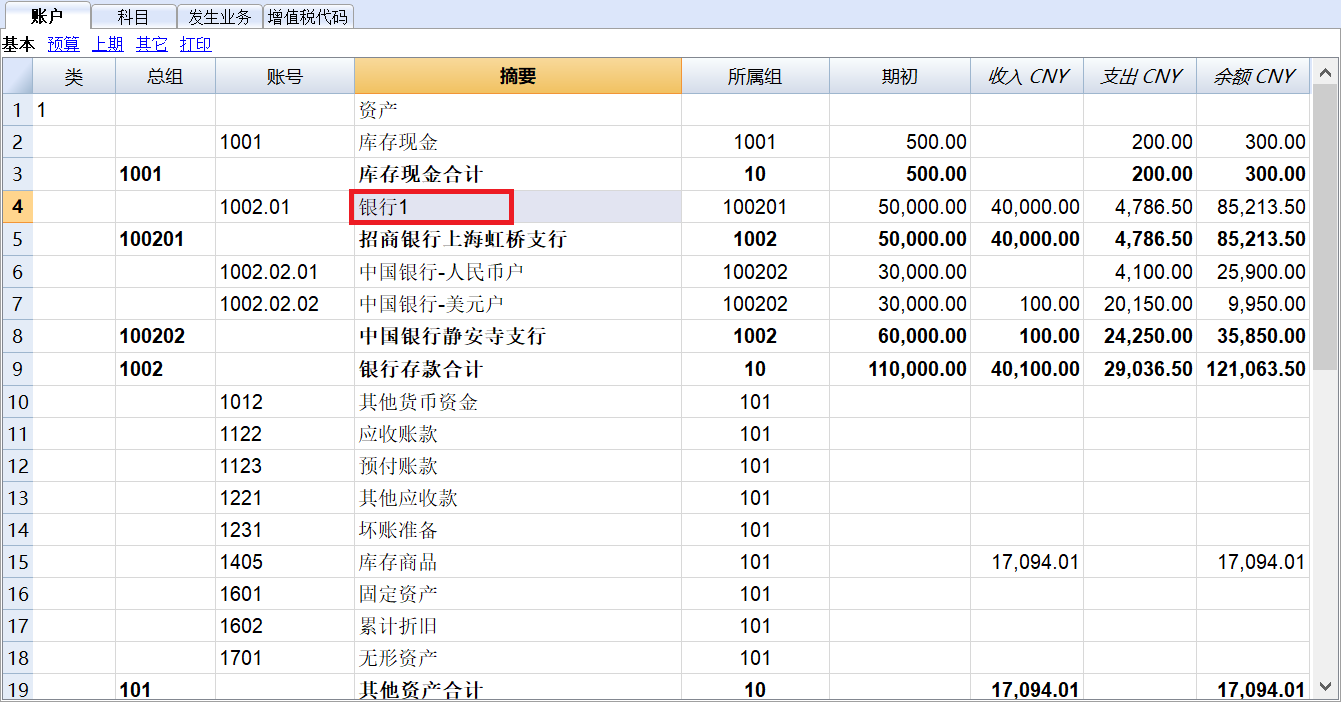 账户 科目 发生业务 增值税代码
基本 预算 上期 其它 打印
类 总组 账号 摘要 所属组 期初 收入 CNY 支出 CNY 余额 CNY
1 1 资产
2 1001 库存现金 1001 500.00 200.00 300.00
3 1001 库存现金合计 10 500.00 200.00 300.00
4 1002.01 银行1 100201 50,000.00 40,000.00 4,786.50 85,213.50
5 100201 招商银行上海虹桥支行 1002 50,000.00 40,000.00 4,786.50 85,213.50
6 1002.02.01 中国银行-人民币户 100202 30,000.00 4,100.00 25,900.00
7 1002.02.02 中国银行-美元户 100202 30,000.00 100.00 20,150.00 9,950.00
8 100202 中国银行静安寺支行 1002 60,000.00 100.00 24,250.00 35,850.00
9 1002 银行存款合计 10 110,000.00 40,100.00 29,036.50 121,063.50
10 1012 其他货币资金 101
11 1122 应收账款 101
12 1123 预付账款 101
13 1221 其他应收款 101
14 1231 坏账准备 101
15 1405 库存商品 101 17,094.01 17,094.01
16 1601 固定资产 101
17 1602 累计折旧 101
18 1701 无形资产 101
19 101 其他资产合计 10 17,094.01 17,094.01